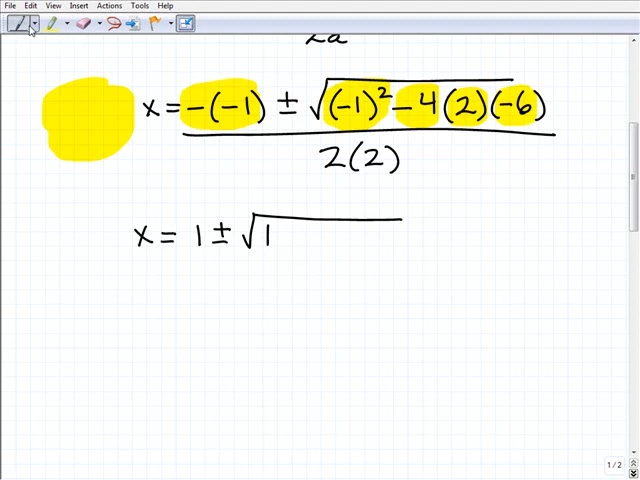 File Edit View Insert Actions Tools Help
2a
x = -(-1) ± √(-1)² -4(2)(-6)
2(2)
x = 1 ± √1
1 / 2